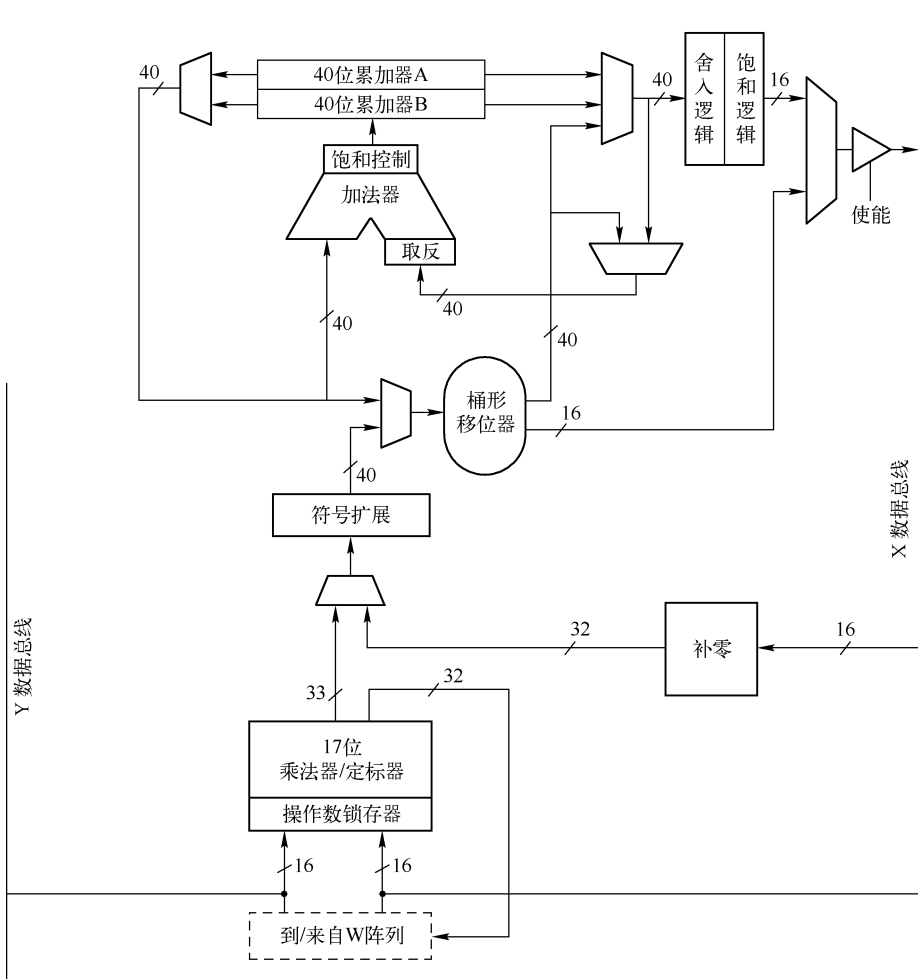 40
40位累加器A
40位累加器B
40
舍入逻辑
饱和逻辑
16
饱和控制
加法器
取反
使能
40
40
40
桶形
移位器
16
40
符号扩展
X 数据总线
Y 数据总线
32
补零
16
33
32
17位
乘法器/定标器
操作数锁存器
16
16
到/来自W阵列